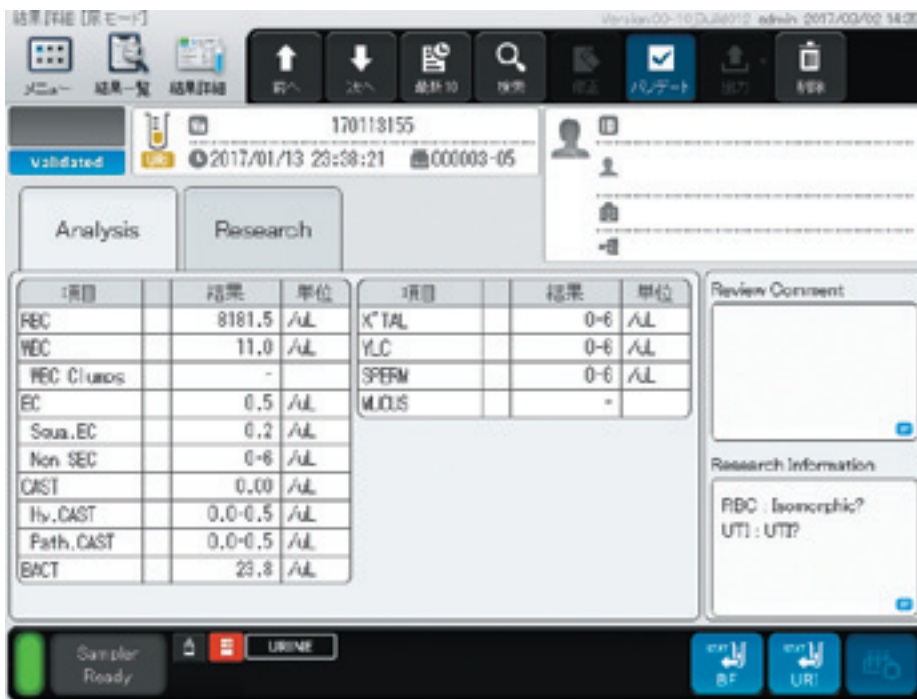 結果詳細 [尿モード]
Version 00-10 admin 2017/03/02
メニュー 結果一覧 結果詳細 前へ 次へ 最新10 検索 修正 バリデート 出力 削除
170113155
Validated URI 2017/01/13 23:38:21 000003-05
Analysis Research
項目 結果 単位 項目 結果 単位 Review Comment
RBC 8181.5 /uL X'TAL 0-6 /uL
WBC 11.0 /uL YLC 0-6 /uL
WBC Clumps - SPERM 0-6 /uL
EC 0.5 /uL MUCUS -
Squa.EC 0.2 /uL
Non SEC 0-6 /uL Research Information
CAST 0.00 /uL
Hy.CAST 0.0-0.5 /uL RBC : Isomorphic?
Path.CAST 0.0-0.5 /uL UTI : UTI?
BACT 23.8 /uL
Sampler URINE
Ready STAT BF STAT URI